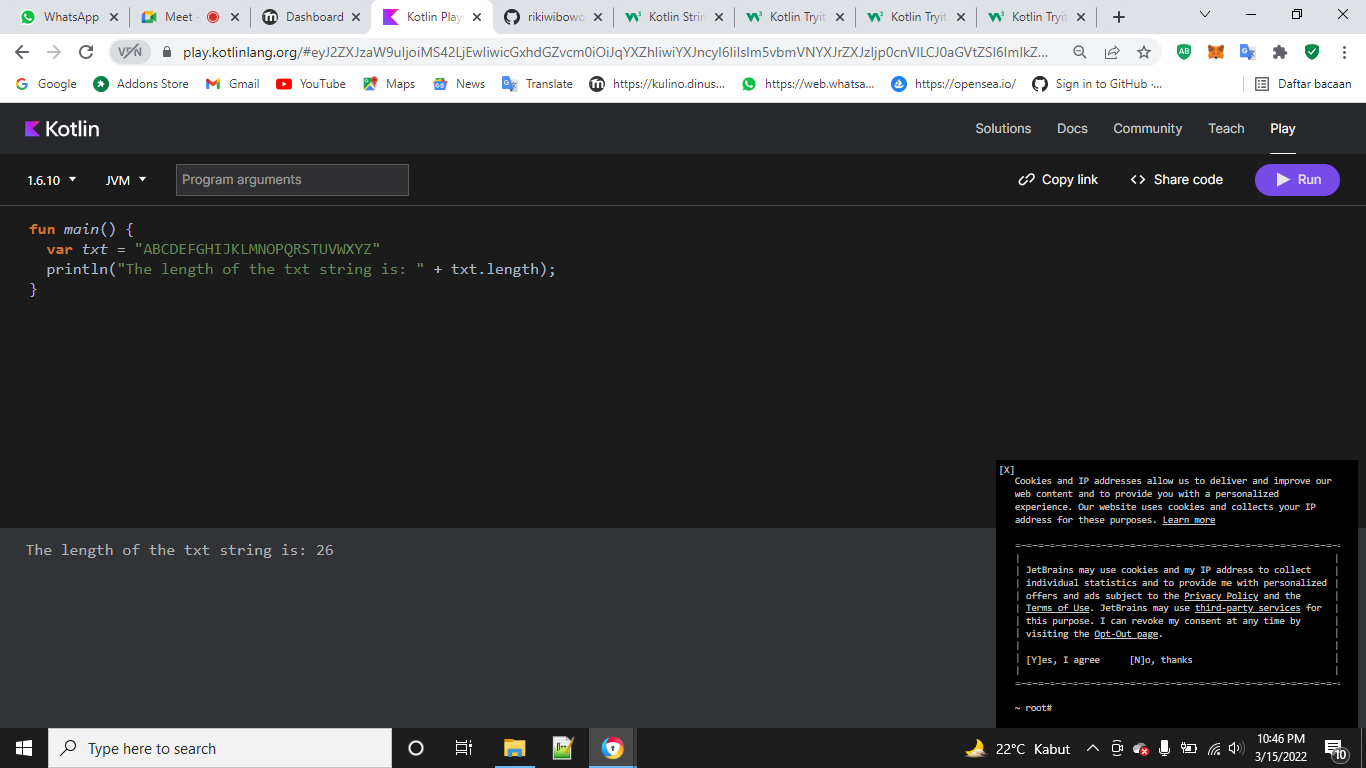 WhatsApp
Meet -
Dashboard
Kotlin Play
rikiwibowo
Kotlin Strin
Kotlin Tryit
Kotlin Tryit
Kotlin Tryit
VPN
play.kotlinlang.org/#eyJ2ZXJzaW9uIjoiMS42LjEwIiwicGxhdGZvcm0iOiJqYXZhIiwiYXJncyI6IiIsIm5vbmVNYXJrZXJzIjp0cnVlLCJ0aGVtZSI6ImlkZ...
Google
Addons Store
Gmail
YouTube
Maps
News
Translate
https://kulino.dinus...
https://web.whatsa...
https://opensea.io/
Sign in to GitHub ·...
Daftar bacaan
Kotlin
Solutions
Docs
Community
Teach
Play
1.6.10
JVM
Program arguments
Copy link
<> Share code
Run
fun main() {
var txt = "ABCDEFGHIJKLMNOPQRSTUVWXYZ"
println("The length of the txt string is: " + txt.length);
}
The length of the txt string is: 26
[X]
Cookies and IP addresses allow us to deliver and improve our
web content and to provide you with a personalized
experience. Our website uses cookies and collects your IP
address for these purposes. Learn more
JetBrains may use cookies and my IP address to collect
individual statistics and to provide me with personalized
offers and ads subject to the Privacy Policy and the
Terms of Use. JetBrains may use third-party services for
this purpose. I can revoke my consent at any time by
visiting the Opt-Out page.
[Y]es, I agree [N]o, thanks
~ root#
Type here to search
22°C Kabut
10:46 PM
3/15/2022
10